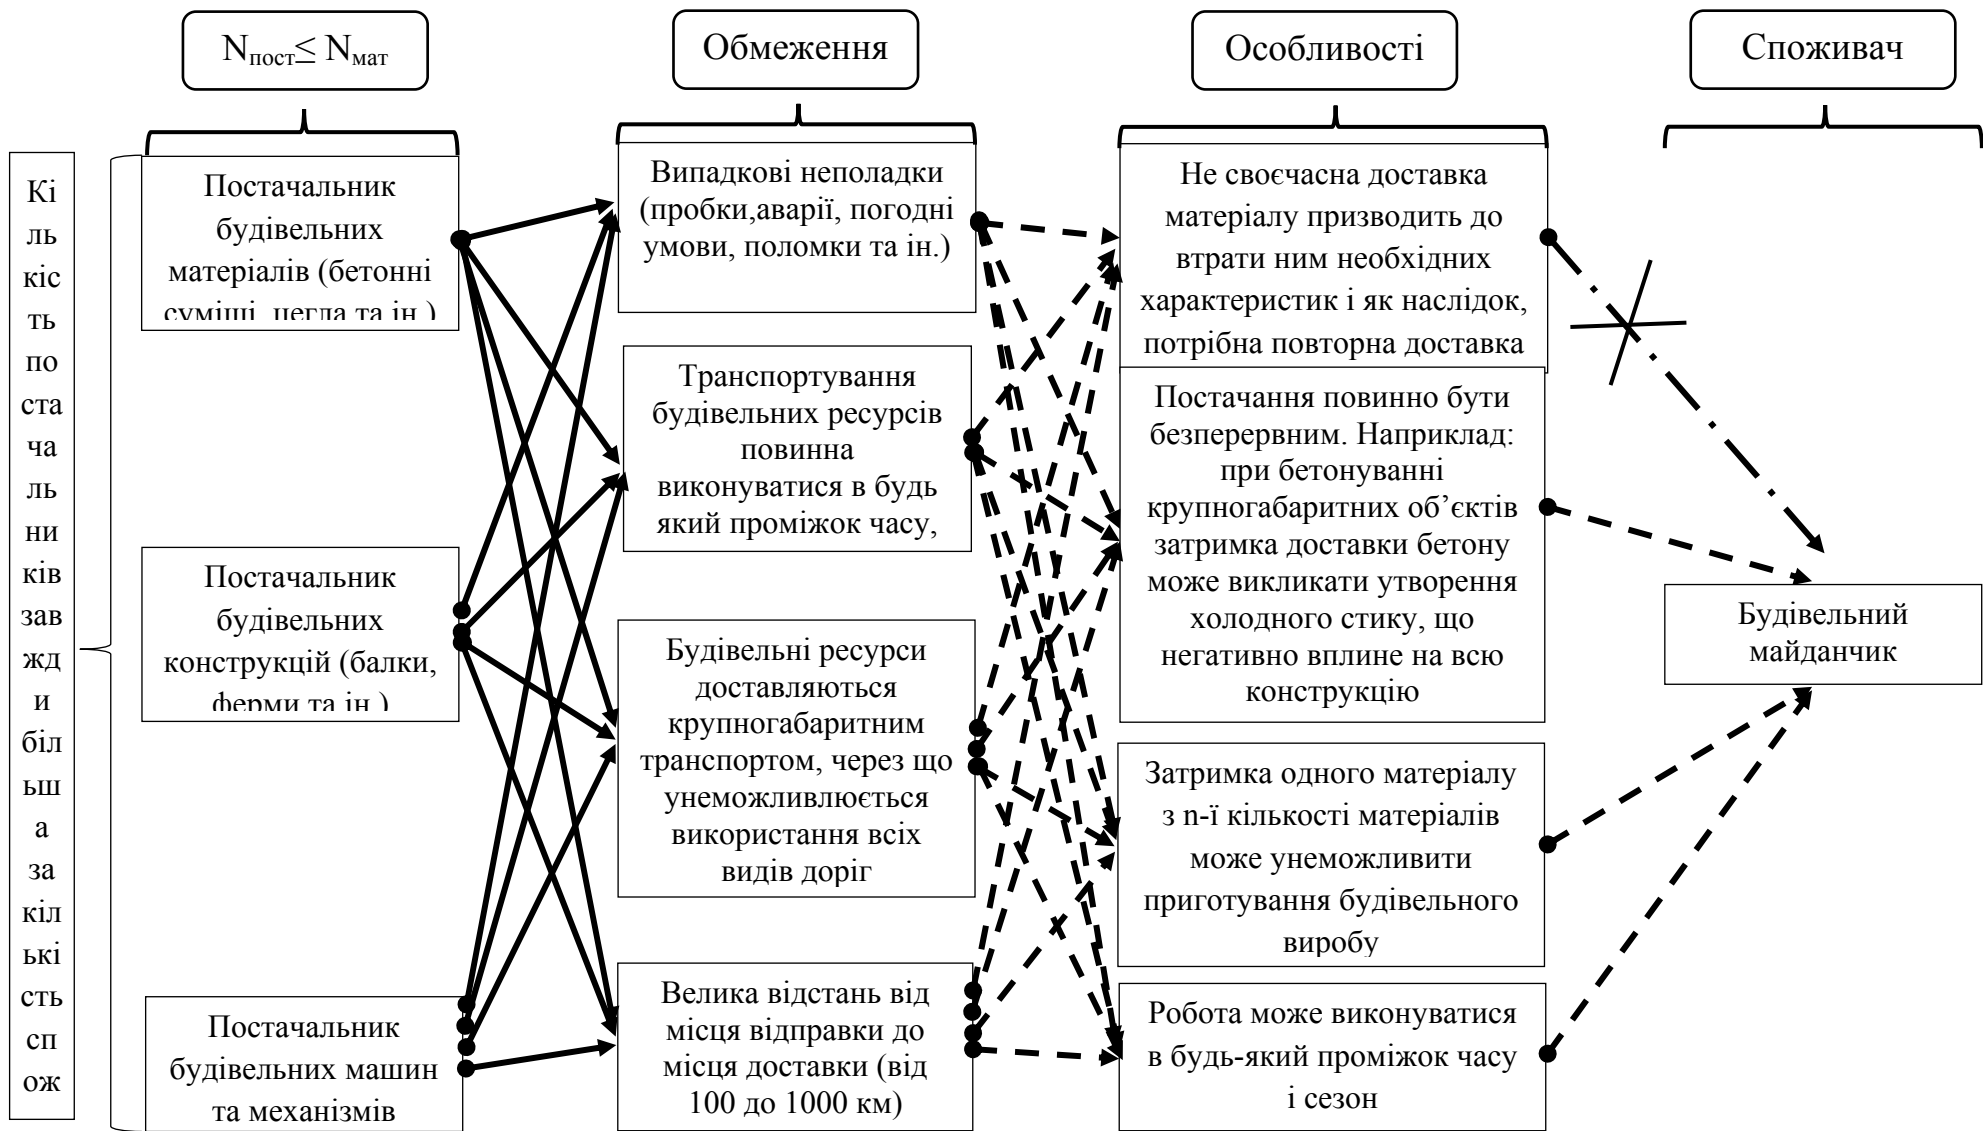 Nпост≤ Nмат
Обмеження
Особливості
Споживач
Кі
ль
кіс
ть
по
ста
ча
ль
ни
ків
зав
жд
и
біл
ьш
а
за
кіл
ькі
сть
сп
ож
Постачальник
будівельних
матеріалів (бетонні
суміші, цегла та ін.)
Постачальник
будівельних
конструкцій (балки,
ферми та ін.)
Постачальник
будівельних машин
та механізмів
Випадкові неполадки
(пробки,аварії, погодні
умови, поломки та ін.)
Транспортування
будівельних ресурсів
повинна
виконуватися в будь
який проміжок часу,
Будівельні ресурси
доставляються
крупногабаритним
транспортом, через що
унеможливлюється
використання всіх
видів доріг
Велика відстань від
місця відправки до
місця доставки (від
100 до 1000 км)
Не своєчасна доставка
матеріалу призводить до
втрати ним необхідних
характеристик і як наслідок,
потрібна повторна доставка
Постачання повинно бути
безперервним. Наприклад:
при бетонуванні
крупногабаритних об’єктів
затримка доставки бетону
може викликати утворення
холодного стику, що
негативно вплине на всю
конструкцію
Затримка одного матеріалу
з n-ї кількості матеріалів
може унеможливити
приготування будівельного
виробу
Робота може виконуватися
в будь-який проміжок часу
і сезон
Будівельний
майданчик